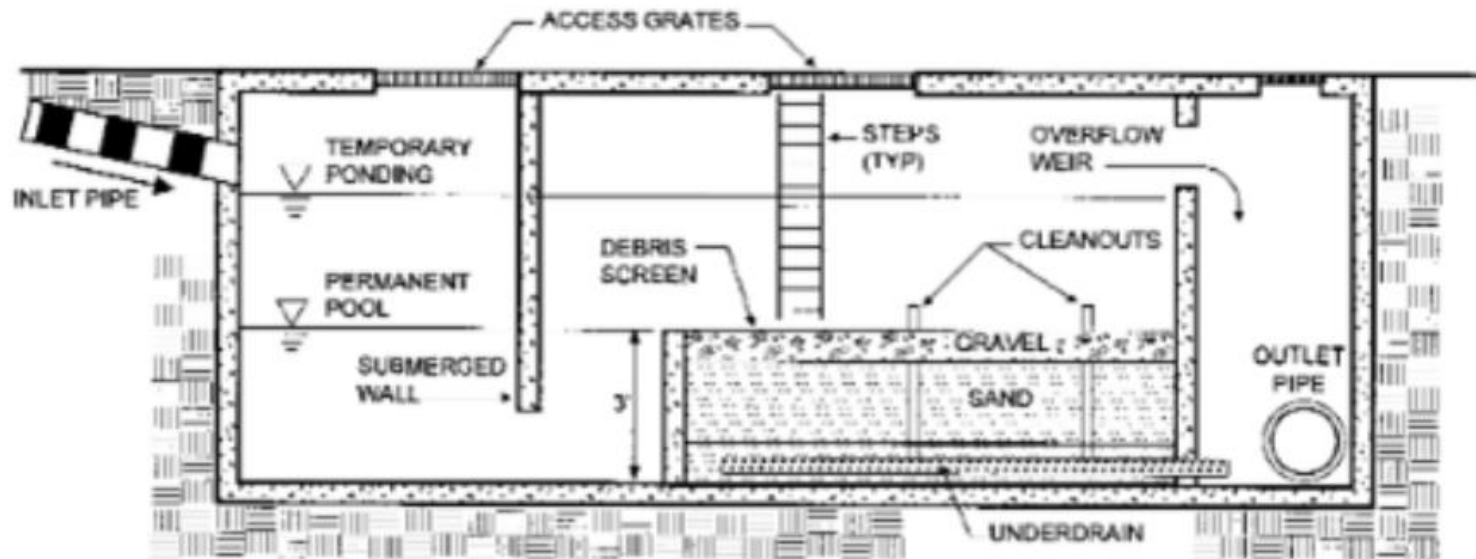 ACCESS GRATES
TEMPORARY
PONDING
STEPS
(TYP)
OVERFLOW
WEIR
INLET PIPE
DEBRIS
SCREEN
CLEANOUTS
PERMANENT
POOL
GRAVEL
SUBMERGED
WALL
3'
SAND
OUTLET
PIPE
UNDERDRAIN